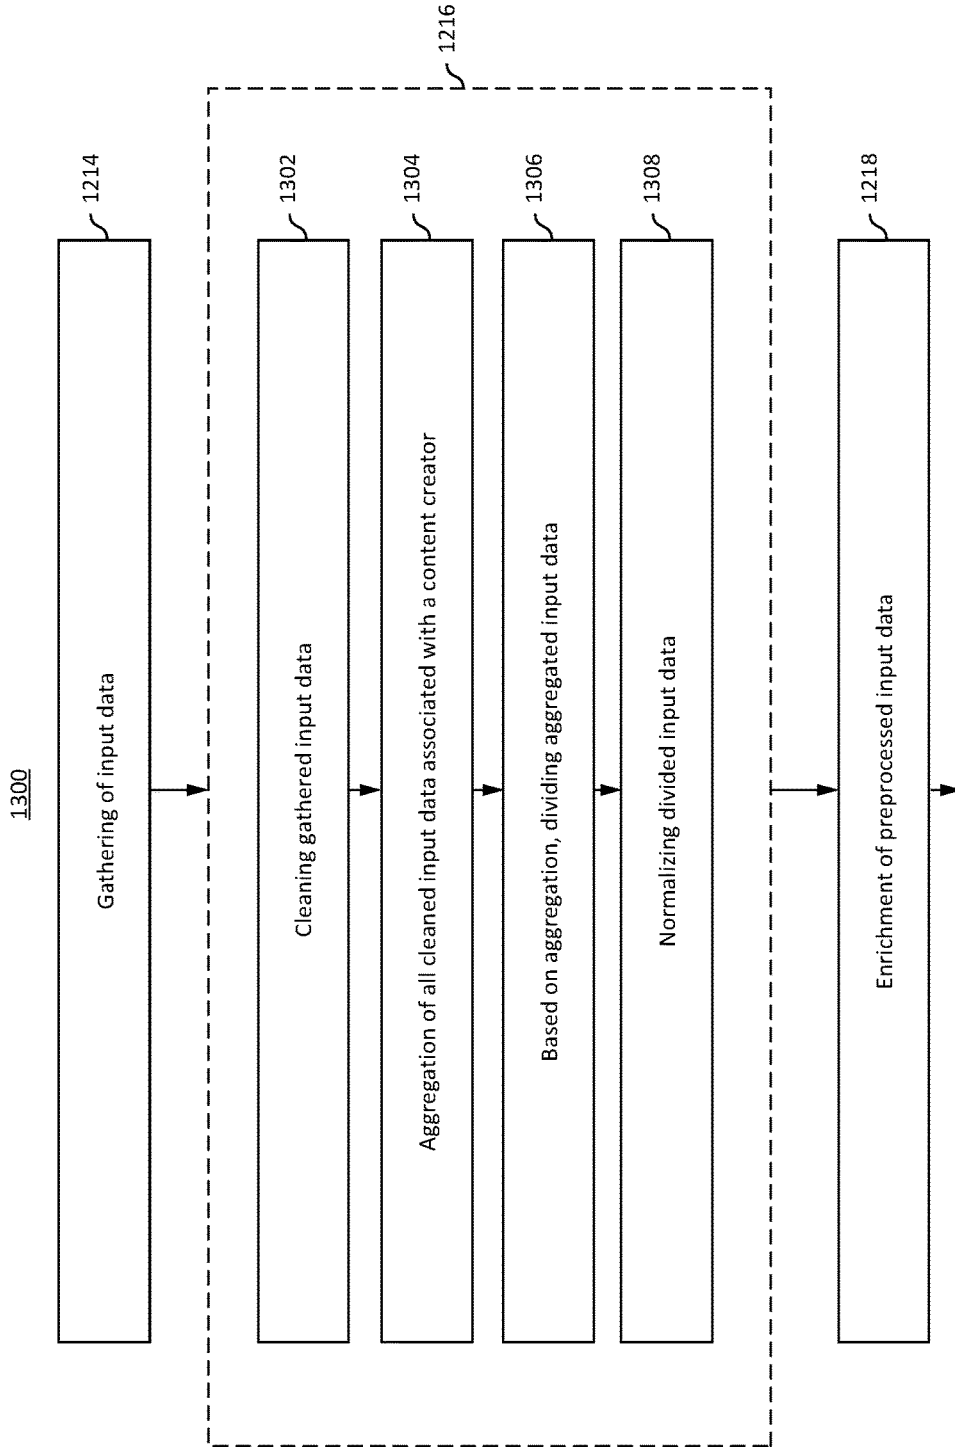 1300
Gathering of input data
1214
1216
Cleaning gathered input data
1302
Aggregation of all cleaned input data associated with a content creator
1304
Based on aggregation, dividing aggregated input data
1306
Normalizing divided input data
1308
Enrichment of preprocessed input data
1218